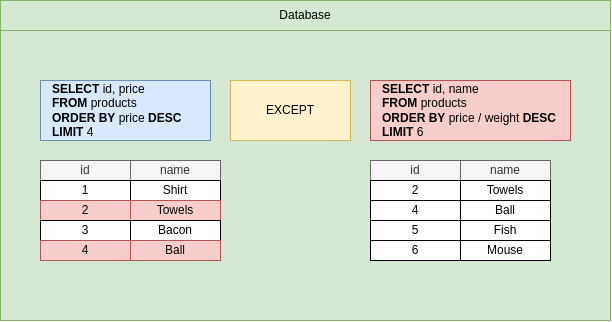 Database
SELECT id, price
FROM products
ORDER BY price DESC
LIMIT 4
EXCEPT
SELECT id, name
FROM products
ORDER BY price / weight DESC
LIMIT 6
id name
1 Shirt
2 Towels
3 Bacon
4 Ball
id name
2 Towels
4 Ball
5 Fish
6 Mouse